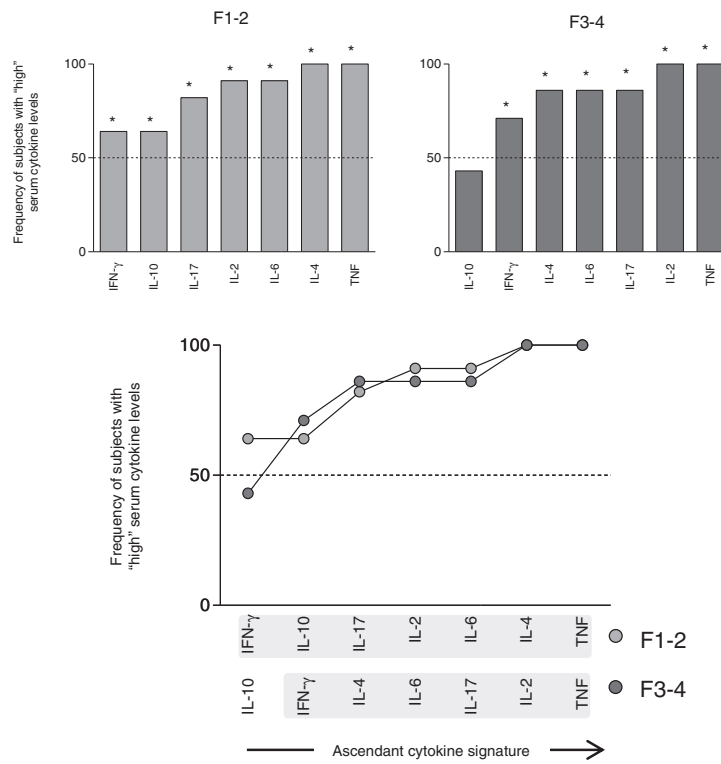 F1-2
F3-4
Frequency of subjects with "high"
serum cytokine levels
100
50
0
* * * * * * *
IFN-γ IL-10 IL-17 IL-2 IL-6 IL-4 TNF
100
50
0
* * * * * *
IL-10 IFN-γ IL-4 IL-6 IL-17 IL-2 TNF
Frequency of subjects with
"high" serum cytokine levels
100
50
0
IFN-γ IL-10 IL-17 IL-2 IL-6 IL-4 TNF F1-2
IL-10 IFN-γ IL-4 IL-6 IL-17 IL-2 TNF F3-4
Ascendant cytokine signature